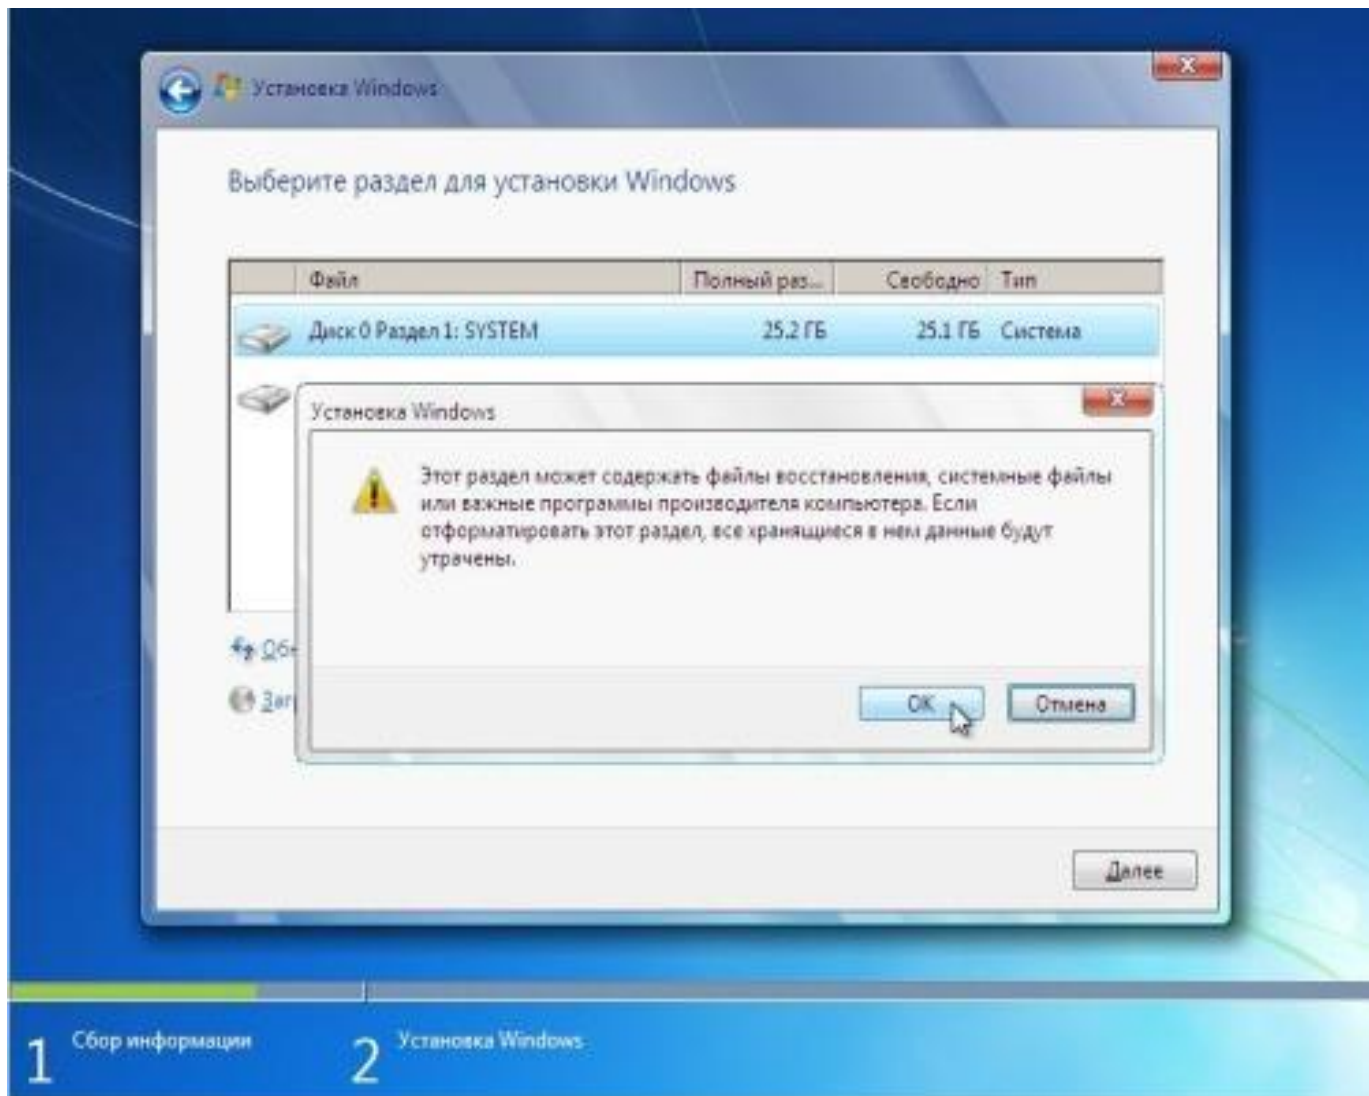 Установка Windows
Выберите раздел для установки Windows
Файл Полный раз... Свободно Тип
Диск 0 Раздел 1: SYSTEM 25.2 ГБ 25.1 ГБ Система
Установка Windows
Этот раздел может содержать файлы восстановления, системные файлы
или важные программы производителя компьютера. Если
отформатировать этот раздел, все хранящиеся в нем данные будут
утрачены.
OK Отмена
Далее
1 Сбор информации 2 Установка Windows